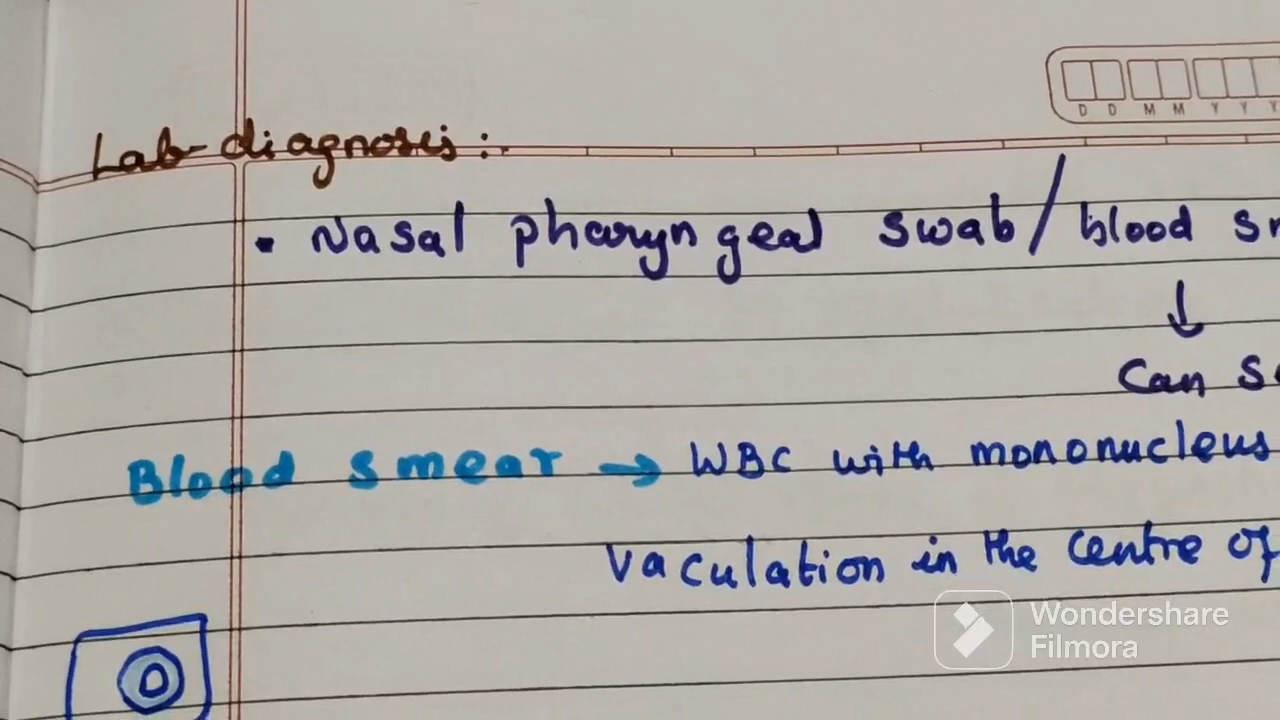 D D M M Y Y Y
Lab-diagnosis:-
• Nasal pharyngeal swab/blood
↓
Can
Blood smear → WBC with mononucleus
Vaculation in the centre of
Wondershare
Filmora